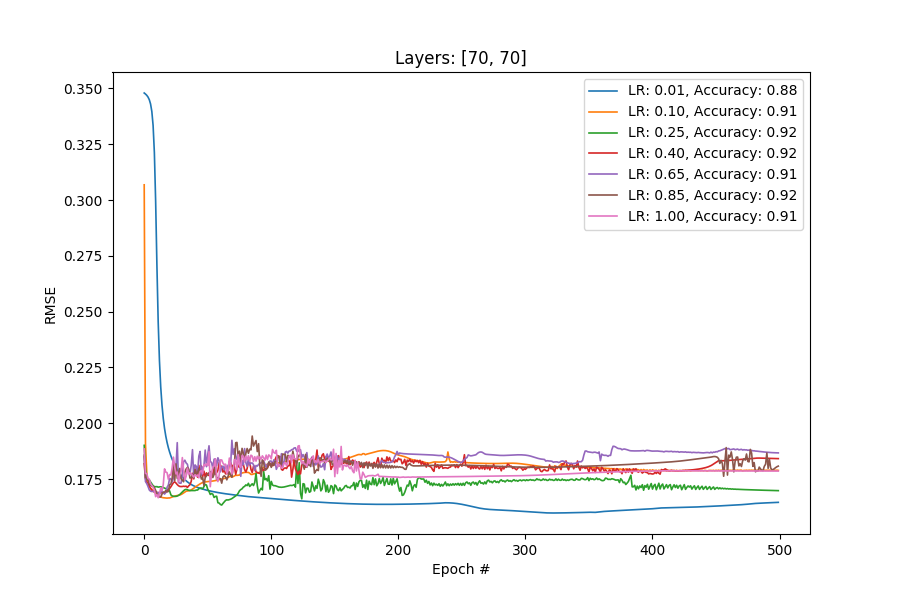 Layers: [70, 70]
0.350
0.325
0.300
0.275
0.250
0.225
0.200
0.175
RMSE
LR: 0.01, Accuracy: 0.88
LR: 0.10, Accuracy: 0.91
LR: 0.25, Accuracy: 0.92
LR: 0.40, Accuracy: 0.92
LR: 0.65, Accuracy: 0.91
LR: 0.85, Accuracy: 0.92
LR: 1.00, Accuracy: 0.91
0 100 200 300 400 500
Epoch #